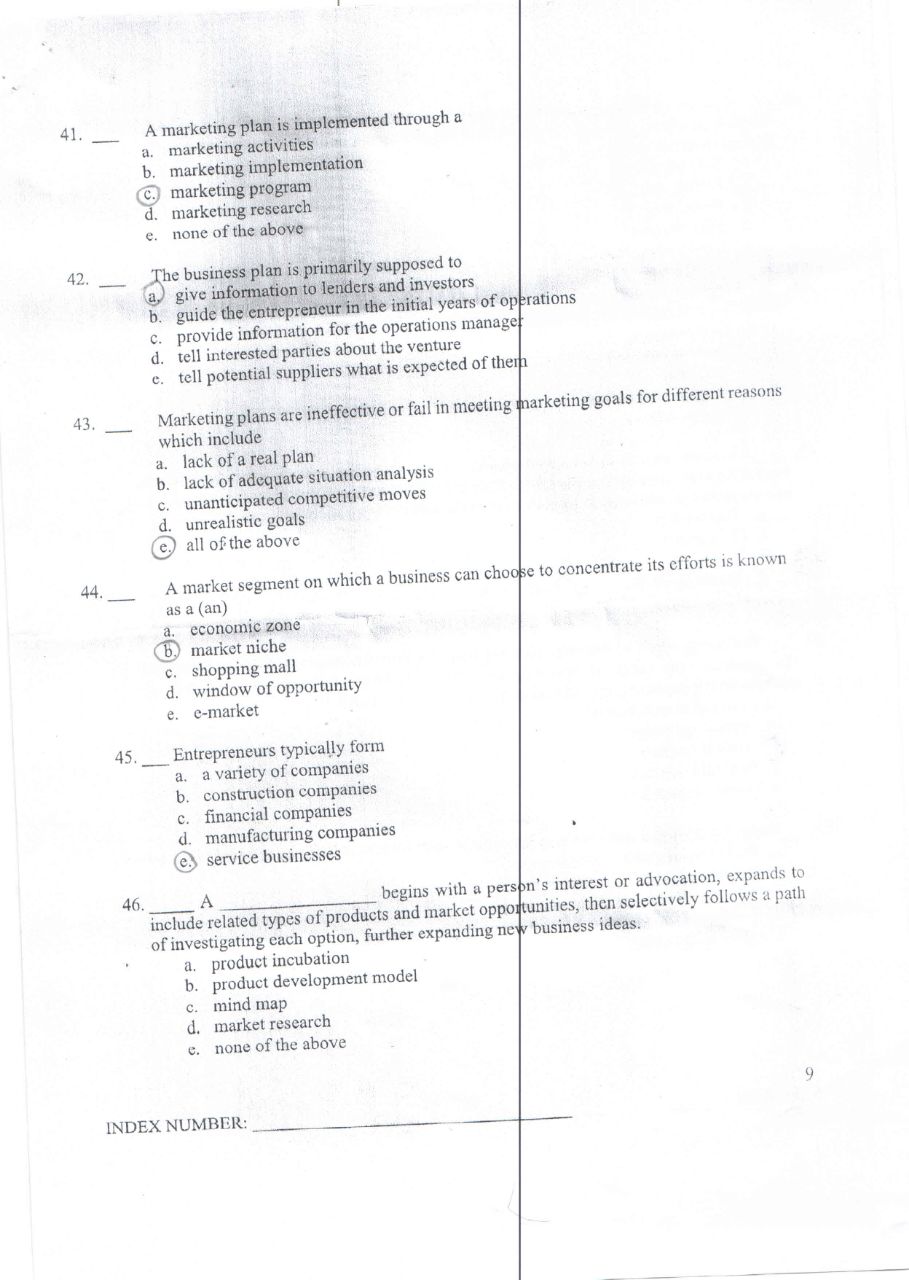 41. ___ A marketing plan is implemented through a
a. marketing activities
b. marketing implementation
c. marketing program
d. marketing research
e. none of the above
42. ___ The business plan is primarily supposed to
a. give information to lenders and investors
b. guide the entrepreneur in the initial years of operations
c. provide information for the operations manager
d. tell interested parties about the venture
e. tell potential suppliers what is expected of them
43. ___ Marketing plans are ineffective or fail in meeting marketing goals for different reasons
which include
a. lack of a real plan
b. lack of adequate situation analysis
c. unanticipated competitive moves
d. unrealistic goals
e. all of the above
44. ___ A market segment on which a business can choose to concentrate its efforts is known
as a (an)
a. economic zone
b. market niche
c. shopping mall
d. window of opportunity
e. e-market
45. ___ Entrepreneurs typically form
a. a variety of companies
b. construction companies
c. financial companies
d. manufacturing companies
e. service businesses
46. _____ A ________________ begins with a person's interest or advocation, expands to
include related types of products and market opportunities, then selectively follows a path
of investigating each option, further expanding new business ideas.
a. product incubation
b. product development model
c. mind map
d. market research
e. none of the above
9
INDEX NUMBER: ______________________________